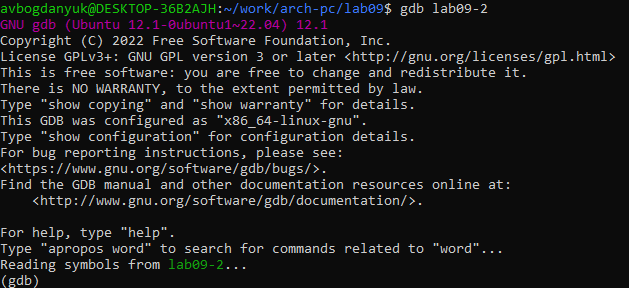 avbogdanyuk@DESKTOP-36B2AJH:~/work/arch-pc/lab09$ gdb lab09-2
GNU gdb (Ubuntu 12.1-0ubuntu1~22.04) 12.1
Copyright (C) 2022 Free Software Foundation, Inc.
License GPLv3+: GNU GPL version 3 or later <http://gnu.org/licenses/gpl.html>
This is free software: you are free to change and redistribute it.
There is NO WARRANTY, to the extent permitted by law.
Type "show copying" and "show warranty" for details.
This GDB was configured as "x86_64-linux-gnu".
Type "show configuration" for configuration details.
For bug reporting instructions, please see:
<https://www.gnu.org/software/gdb/bugs/>.
Find the GDB manual and other documentation resources online at:
    <http://www.gnu.org/software/gdb/documentation/>.

For help, type "help".
Type "apropos word" to search for commands related to "word"...
Reading symbols from lab09-2...
(gdb)